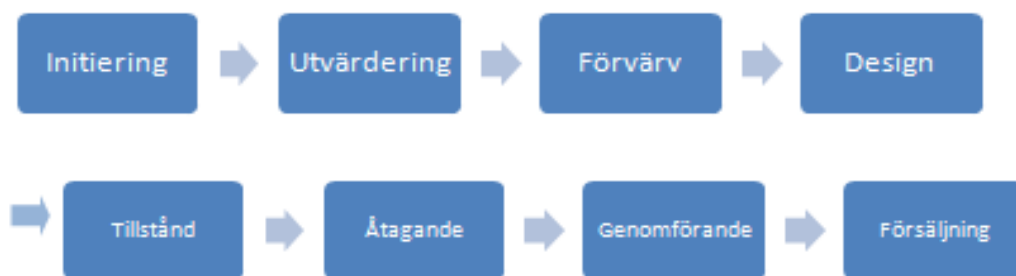 Initiering Utvärdering Förvärv Design
Tillstånd Åtagande Genomförande Försäljning